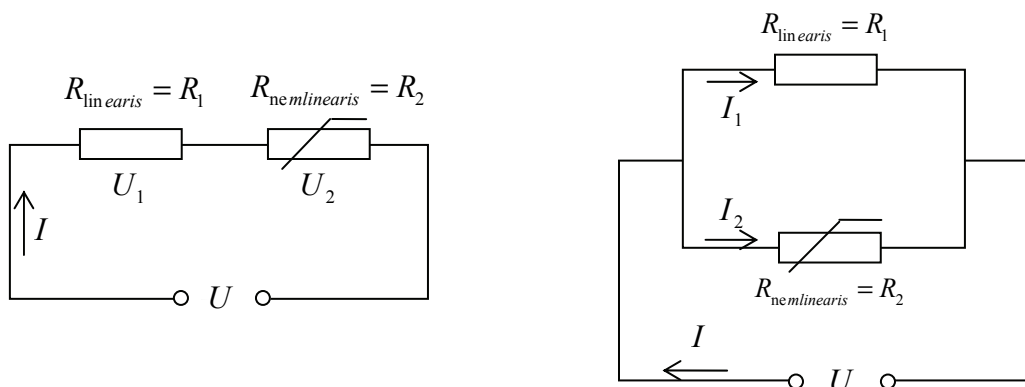 R_linearis = R_1
R_nemlinearis = R_2
U_1
U_2
I
U
R_linearis = R_1
I_1
I_2
R_nemlinearis = R_2
I
U